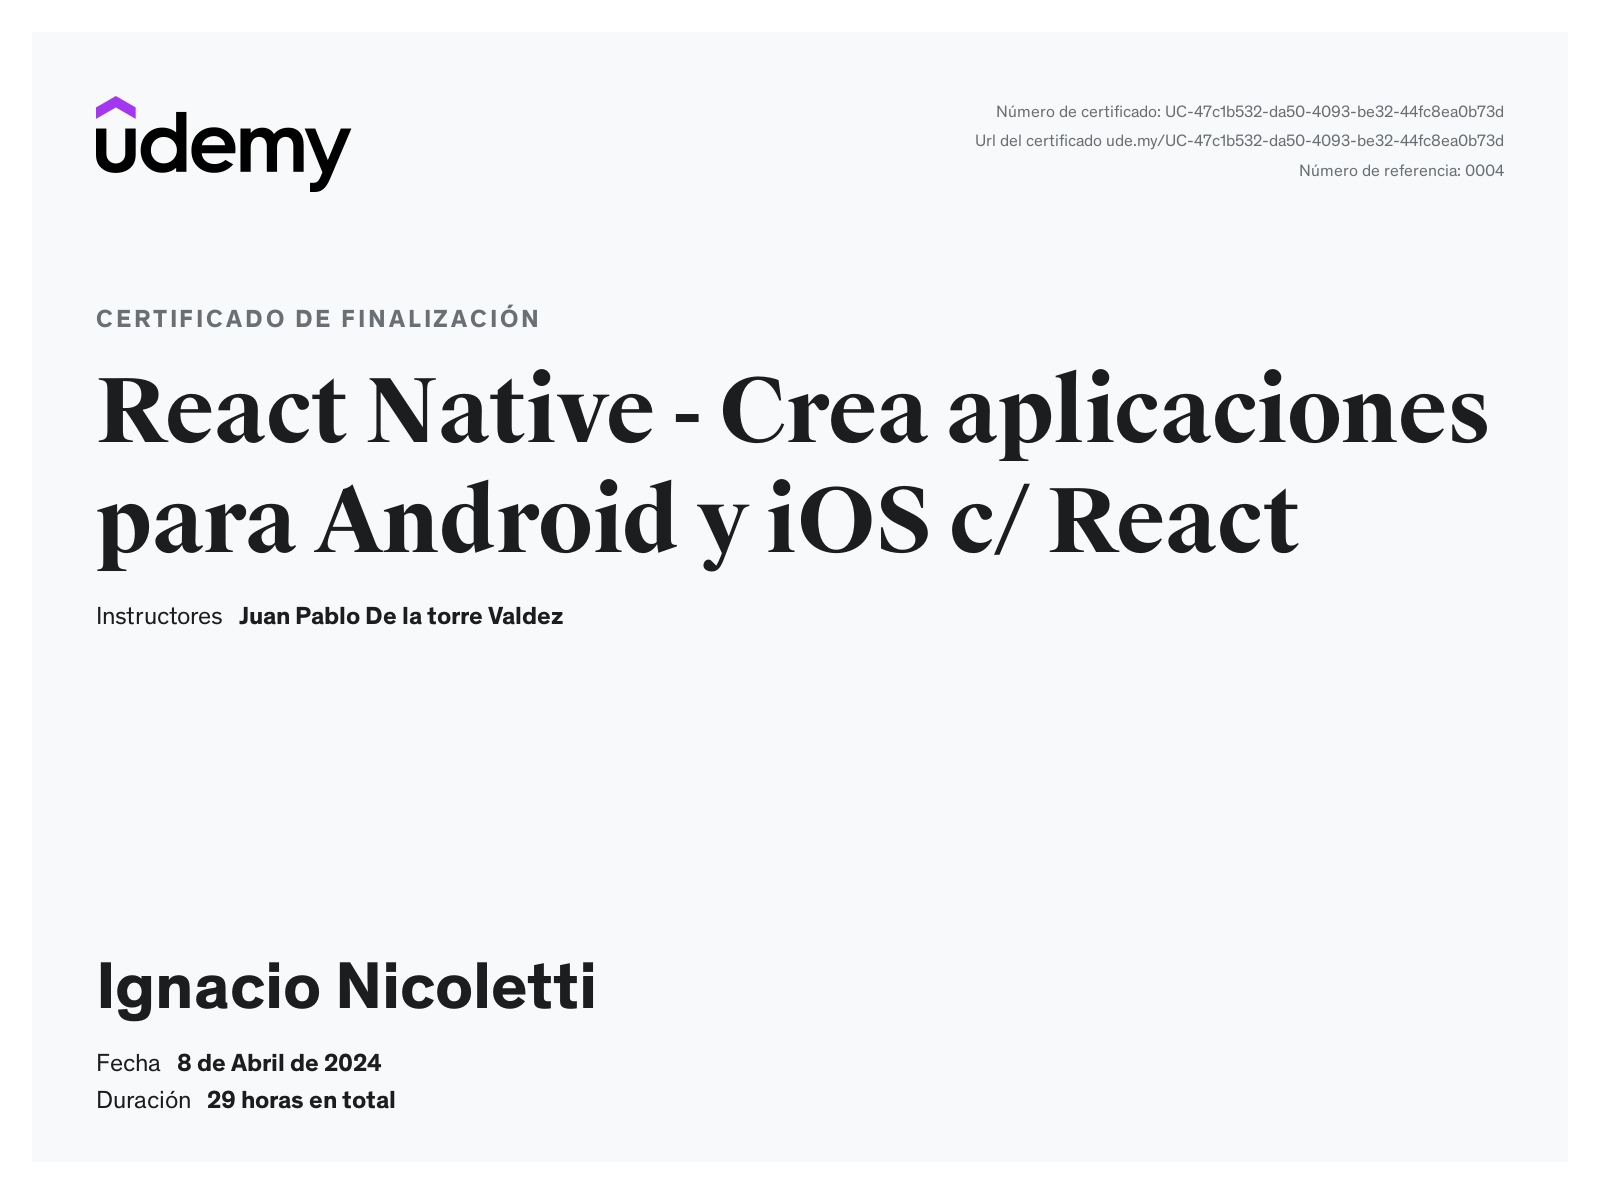 udemy
Número de certificado: UC-47c1b532-da50-4093-be32-44fc8ea0b73d
Url del certificado ude.my/UC-47c1b532-da50-4093-be32-44fc8ea0b73d
Número de referencia: 0004
CERTIFICADO DE FINALIZACIÓN
React Native - Crea aplicaciones
para Android y iOS c/ React
Instructores Juan Pablo De la torre Valdez
Ignacio Nicoletti
Fecha 8 de Abril de 2024
Duración 29 horas en total